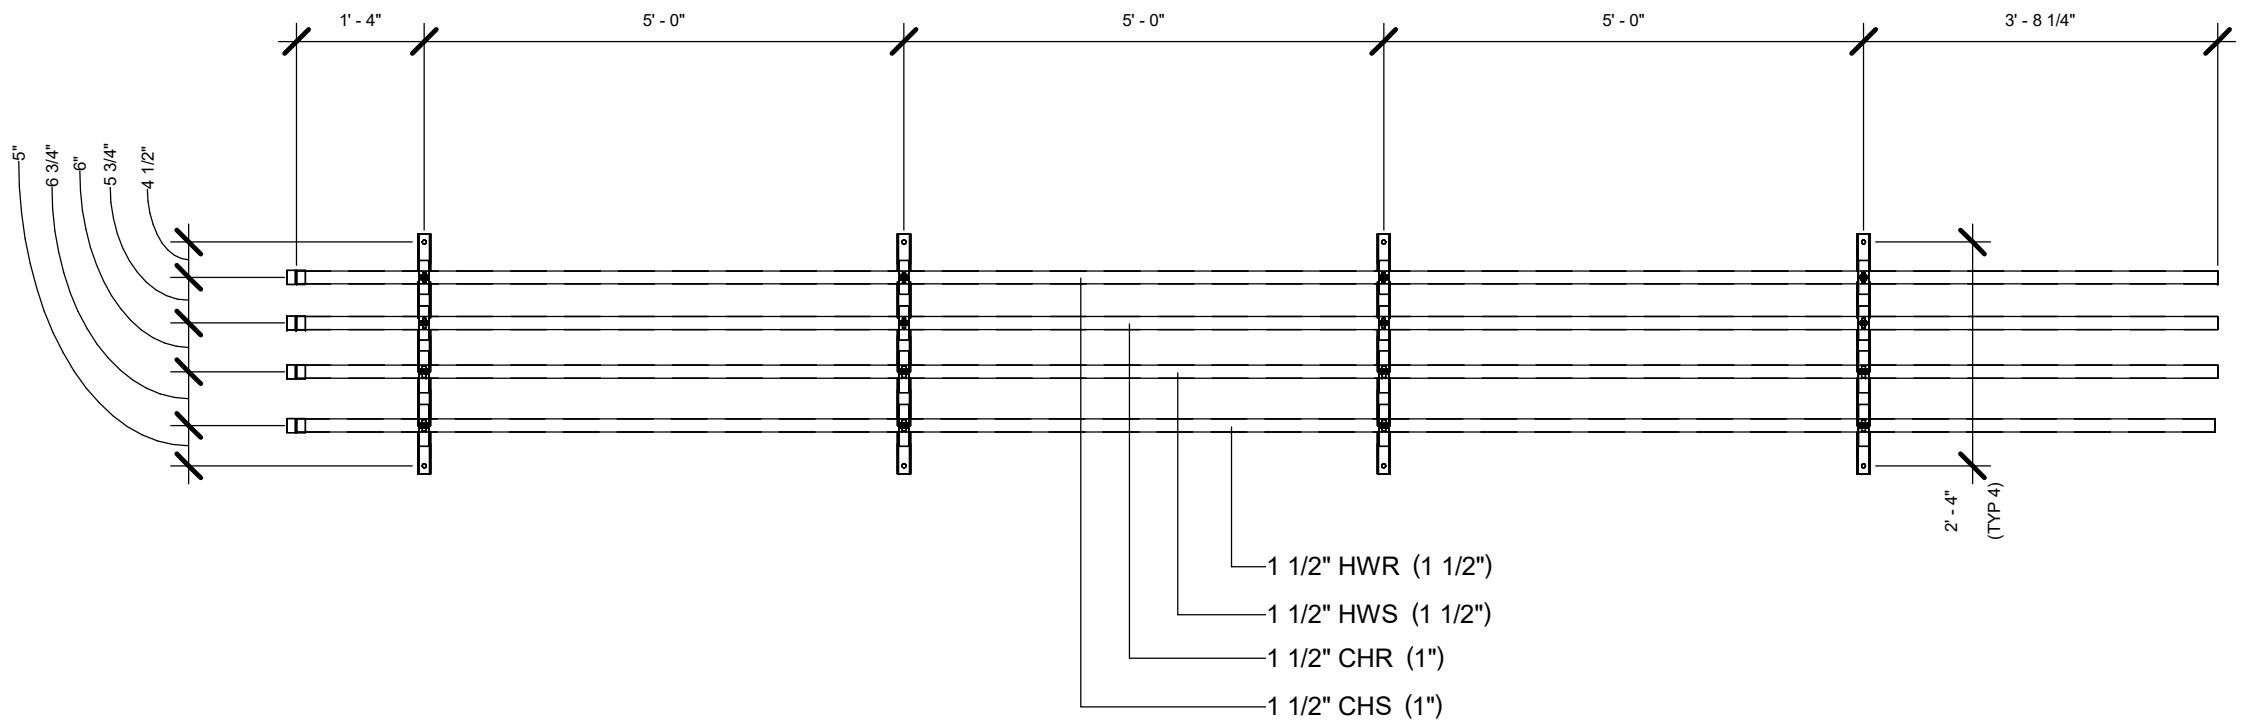 1' - 4"
5' - 0"
5' - 0"
5' - 0"
3' - 8 1/4"
5"
6 3/4"
6"
5 3/4"
4 1/2"
2' - 4"
(TYP 4)
1 1/2" HWR (1 1/2")
1 1/2" HWS (1 1/2")
1 1/2" CHR (1")
1 1/2" CHS (1")